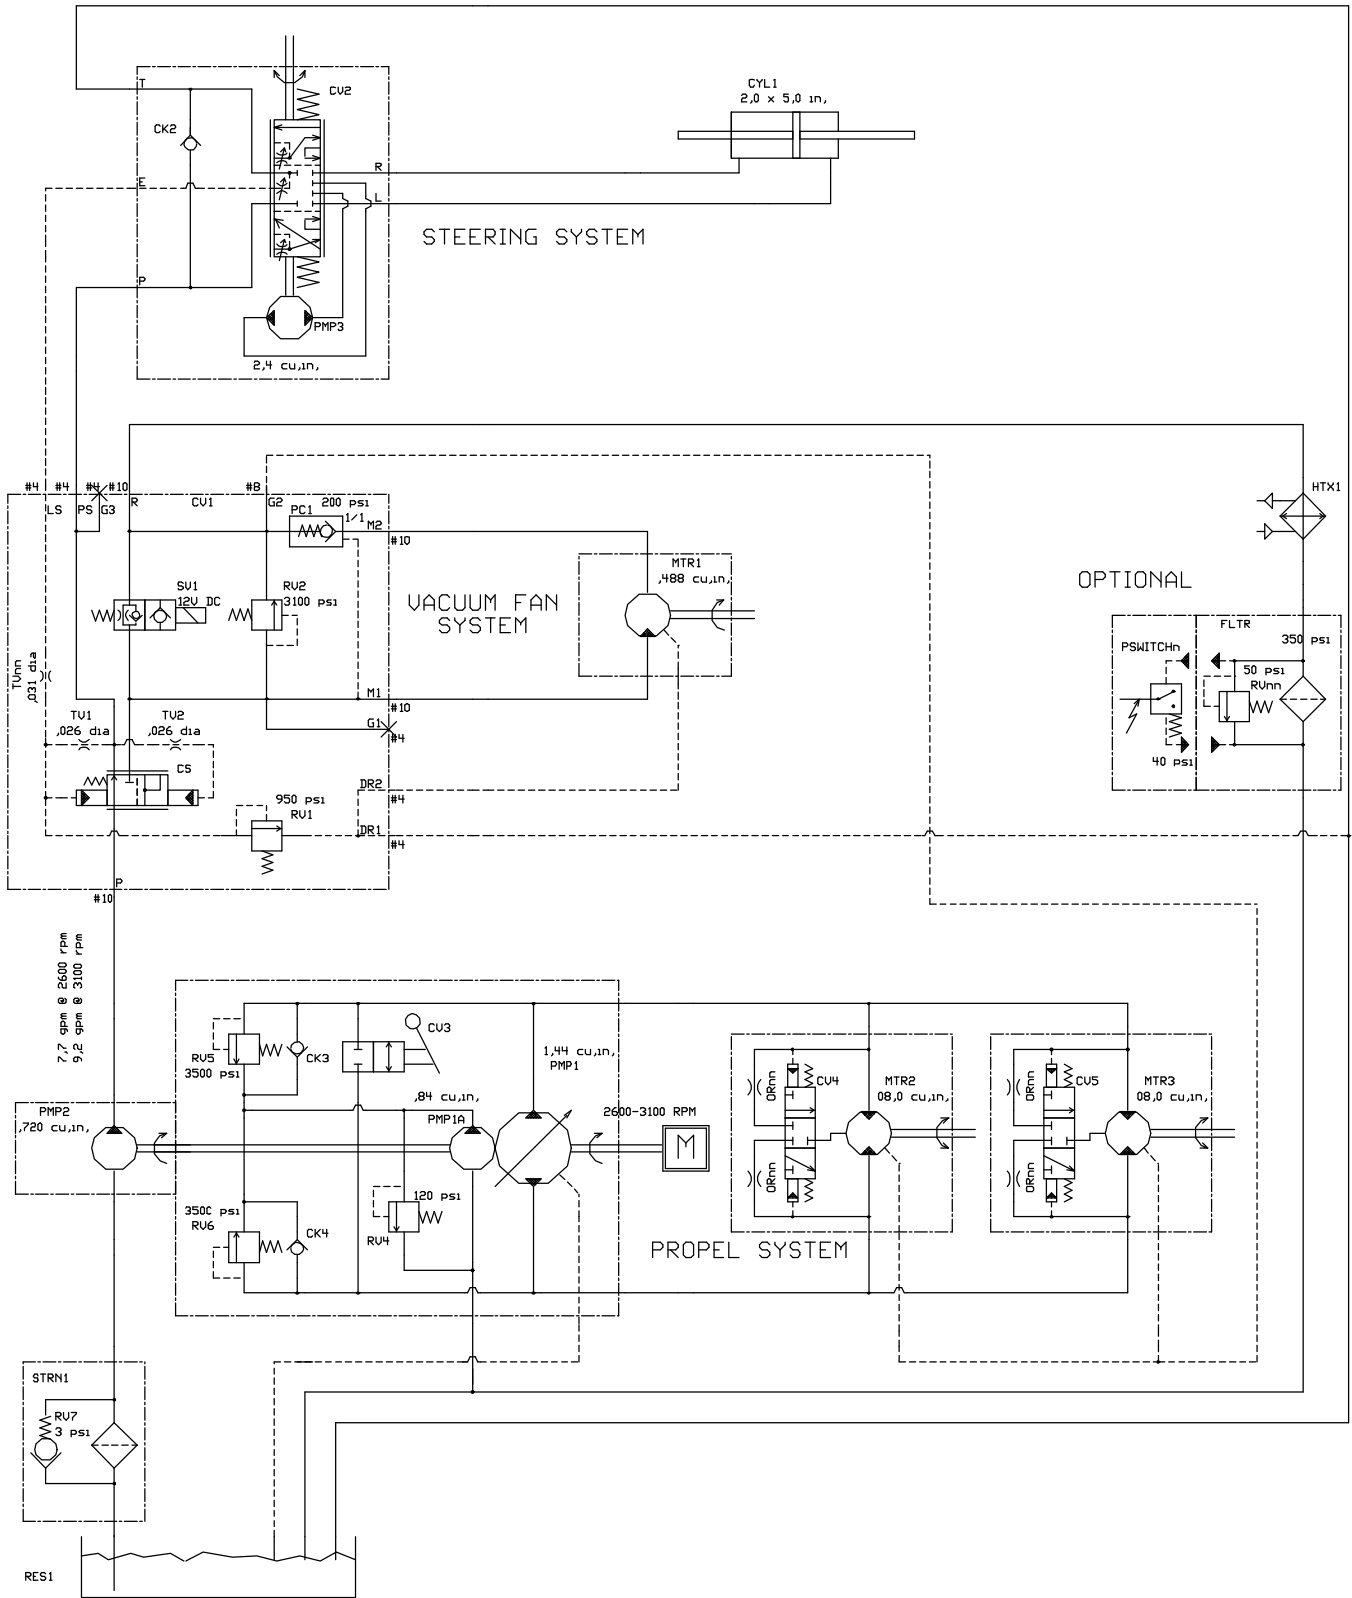 T
CV2
CK2
CYL1
2,0 x 5,0 in,
R
E
L
STEERING SYSTEM
P
PMP3
2,4 cu,in,
#4 #4 #4 #10
#8
LS PS G3 R CV1 G2
200 psi
PC1
1/1 M2
#10
HTX1
MTR1
,488 cu,in,
OPTIONAL
SV1
12V DC
RV2
3100 psi
VACUUM FAN
SYSTEM
FLTR
350 psi
PSWITCHn
50 psi
RVnn
40 psi
TVnn
,031 dia
M1
#10
TV1
,026 dia
TV2
,026 dia
G1
#4
CS
DR2
#4
950 psi
RV1
DR1
#4
P
#10
7,7 gpm @ 2600 rpm
9,2 gpm @ 3100 rpm
CV3
RV5
3500 psi
CK3
1,44 cu,in,
PMP1
,84 cu,in,
PMP1A
2600-3100 RPM
M
PMP2
,720 cu,in,
ORnn
CV4
MTR2
08,0 cu,in,
ORnn
ORnn
CV5
MTR3
08,0 cu,in,
ORnn
350C psi
RV6
CK4
120 psi
RV4
PROPEL SYSTEM
STRN1
RV7
3 psi
RES1